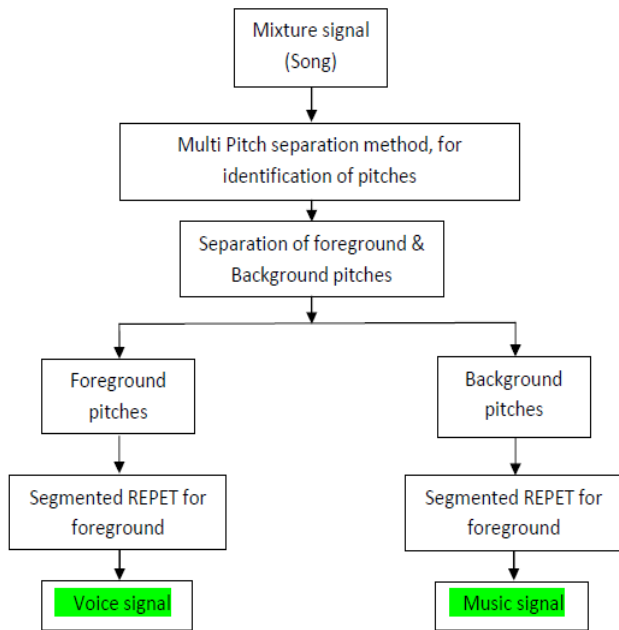 Mixture signal
(Song)
Multi Pitch separation method, for
identification of pitches
Separation of foreground &
Background pitches
Foreground
pitches
Background
pitches
Segmented REPET for
foreground
Segmented REPET for
foreground
Voice signal
Music signal